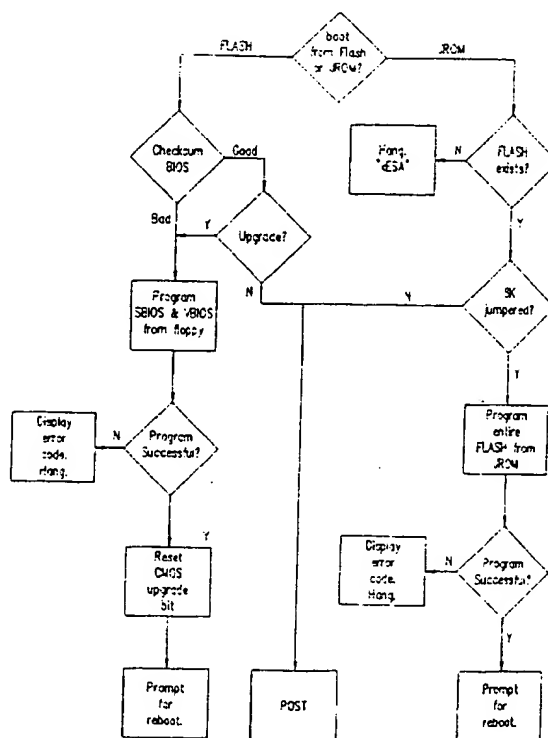 boot
from Flash
or JROM?
FLASH
JROM
Checksum
BIOS
Good
Bad
Hang.
"dESA"
N
FLASH
exists?
Y
Y
Upgrade?
N
N
5K
jumpered?
Y
Program
SBIOS & VBIOS
from floppy
Program
entire
FLASH from
JROM
Display
error
code.
Hang.
N
Program
Successful?
Y
Display
error
code.
Hang.
N
Program
Successful?
Y
Reset
CMOS
upgrade
bit
Prompt
for
reboot.
POST
Prompt
for
reboot.